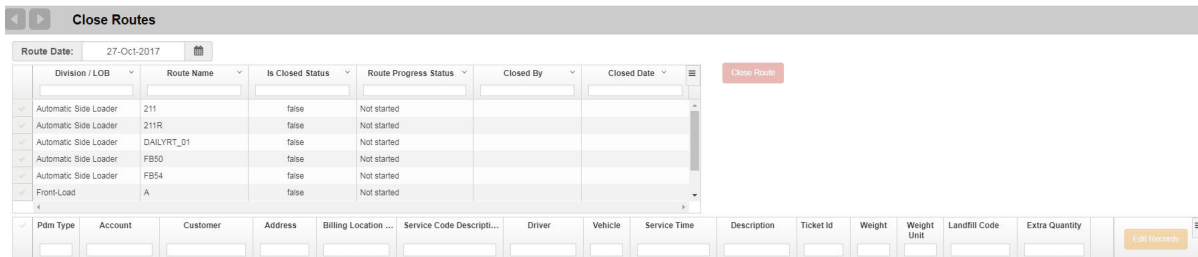 Close Routes
Route Date: 27-Oct-2017
Division / LOB Route Name Is Closed Status Route Progress Status Closed By Closed Date Close Route
Automatic Side Loader 211 false Not started
Automatic Side Loader 211R false Not started
Automatic Side Loader DAILYRT_01 false Not started
Automatic Side Loader FB50 false Not started
Automatic Side Loader FB54 false Not started
Front-Load A false Not started
Pdm Type Account Customer Address Billing Location ... Service Code Descripti... Driver Vehicle Service Time Description Ticket Id Weight Weight Unit Landfill Code Extra Quantity Edit Records